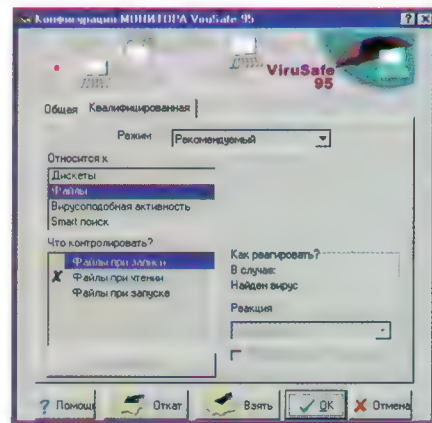 Конфигурация МОНИТОРА ViruSafe 95
ViruSafe
95
Общая Квалифицированная
Режим Рекомендуемый
Относится к
Дискеты
Файлы
Вирусоподобная активность
Smart поиск
Что контролировать?
Файлы при записи
Файлы при чтении
Файлы при запуске
Как реагировать?
В случае:
Найден вирус
Реакция
? Помощь Откат Взять OK Отмена